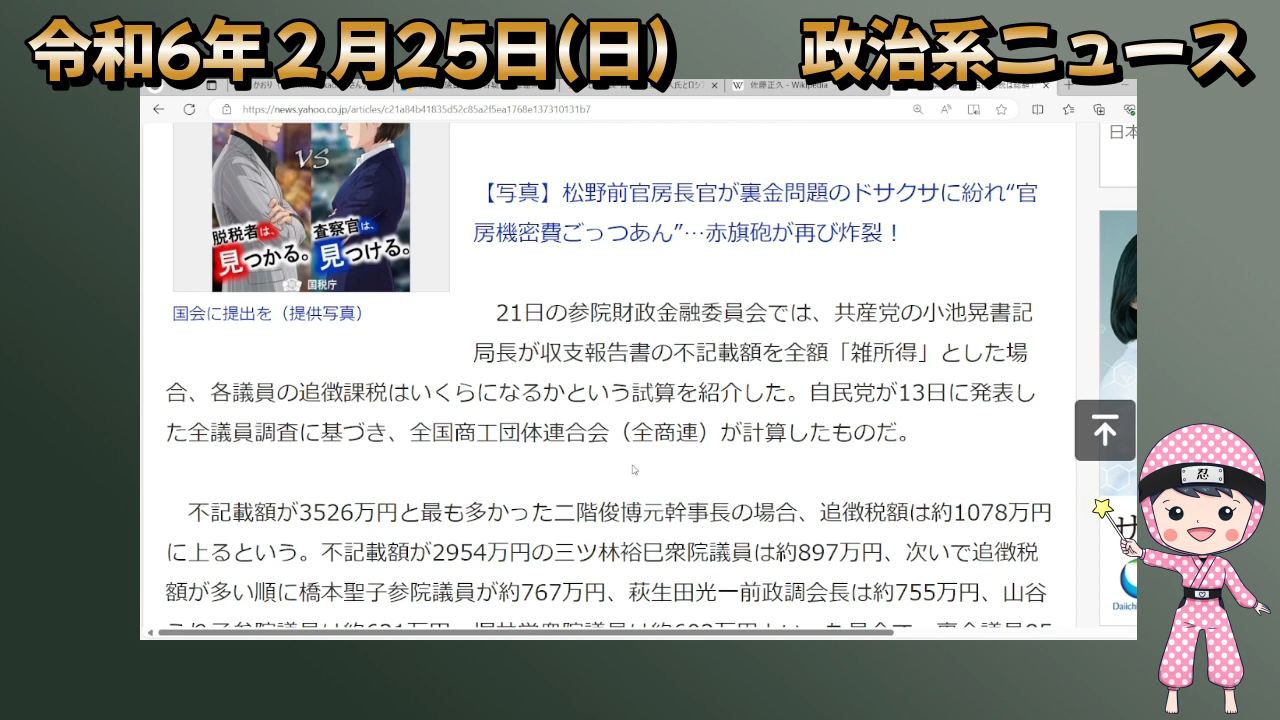 令和6年２月25日(日)　　政治系ニュース
佐藤正久 - Wikipedia
https://news.yahoo.co.jp/articles/c21a84b41835d52c85a2f5ea1768e137310131b7
日本
VS
脱税者は、見つかる。
査察官は、見つける。
国税庁
国会に提出を（提供写真）
【写真】松野前官房長官が裏金問題のドサクサに紛れ“官
房機密費ごっつあん”…赤旗砲が再び炸裂！
21日の参院財政金融委員会では、共産党の小池晃書記
局長が収支報告書の不記載額を全額「雑所得」とした場
合、各議員の追徴課税はいくらになるかという試算を紹介した。自民党が13日に発表し
た全議員調査に基づき、全国商工団体連合会（全商連）が計算したものだ。
不記載額が3526万円と最も多かった二階俊博元幹事長の場合、追徴税額は約1078万円
に上るという。不記載額が2954万円の三ツ林裕巳衆院議員は約897万円、次いで追徴税
額が多い順に橋本聖子参院議員が約767万円、萩生田光一前政調会長は約755万円、山谷
忍
サ
Daiich